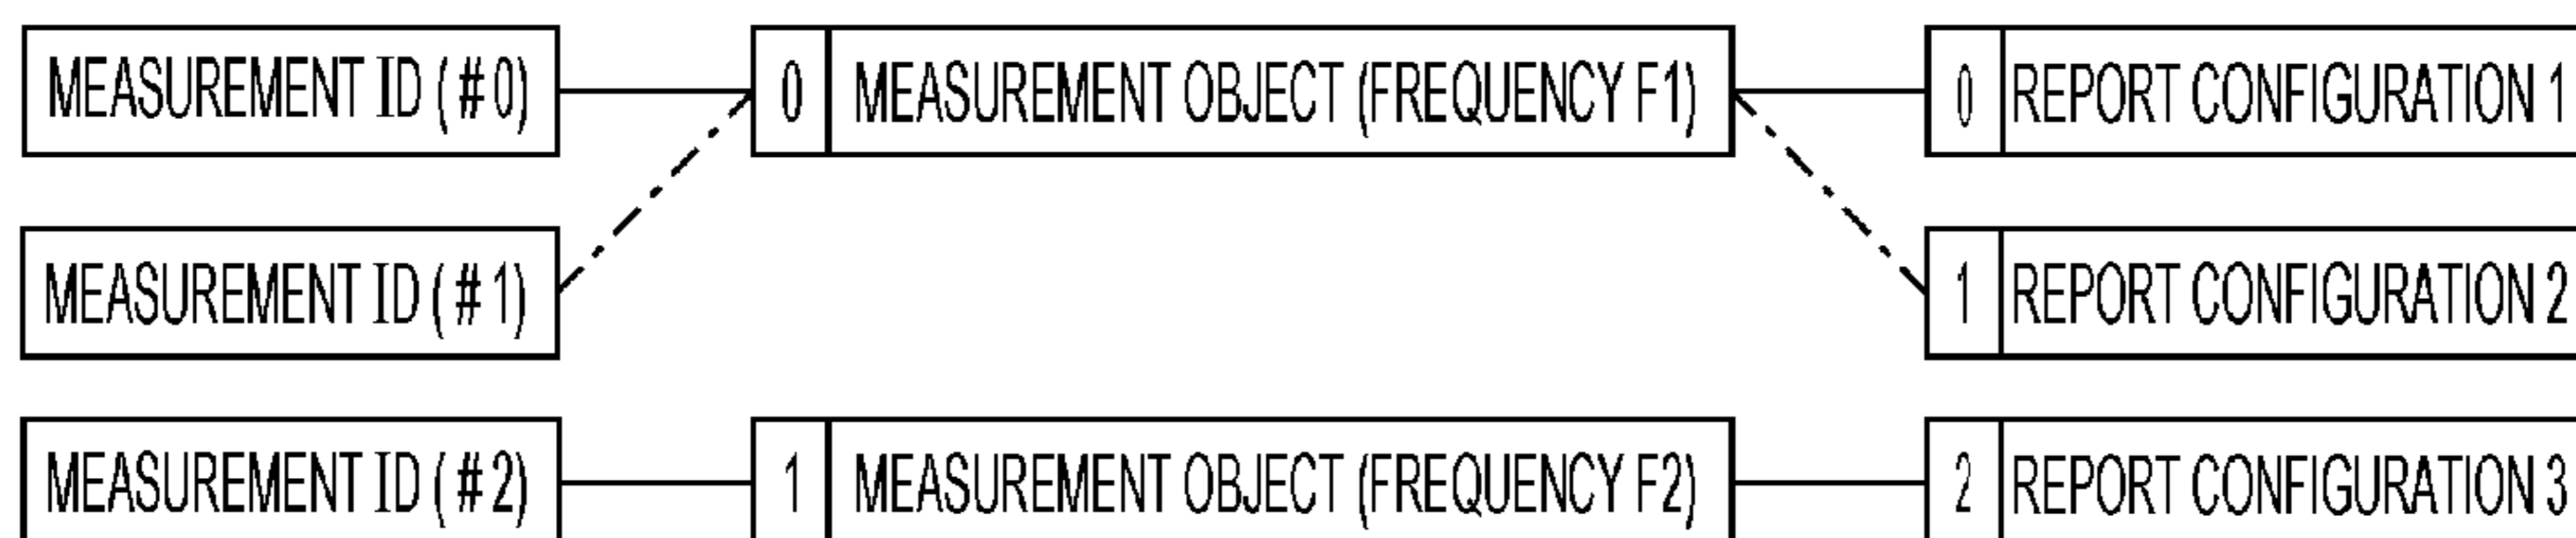 MEASUREMENT ID ( # 0) 0 MEASUREMENT OBJECT (FREQUENCY F1) 0 REPORT CONFIGURATION 1
MEASUREMENT ID ( # 1) 1 REPORT CONFIGURATION 2
MEASUREMENT ID ( # 2) 1 MEASUREMENT OBJECT (FREQUENCY F2) 2 REPORT CONFIGURATION 3